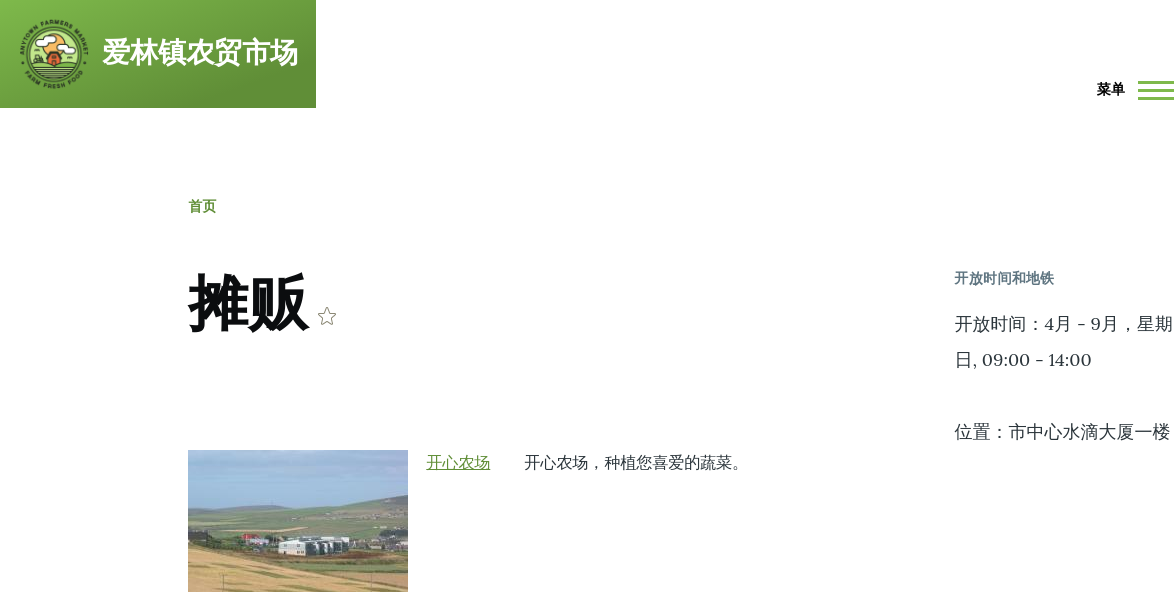 ANYTOWN FARMERS MARKET
FARM FRESH FOOD
爱林镇农贸市场
菜单
首页
摊贩
开放时间和地铁
开放时间：4月 - 9月，星期
日, 09:00 - 14:00
位置：市中心水滴大厦一楼
开心农场
开心农场，种植您喜爱的蔬菜。